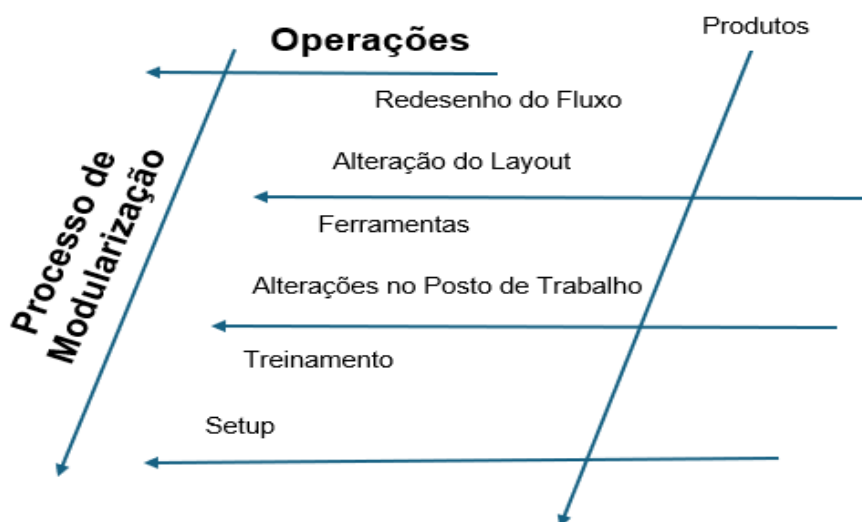 Operações
Produtos
Redesenho do Fluxo
Processo de
Modularização
Alteração do Layout
Ferramentas
Alterações no Posto de Trabalho
Treinamento
Setup